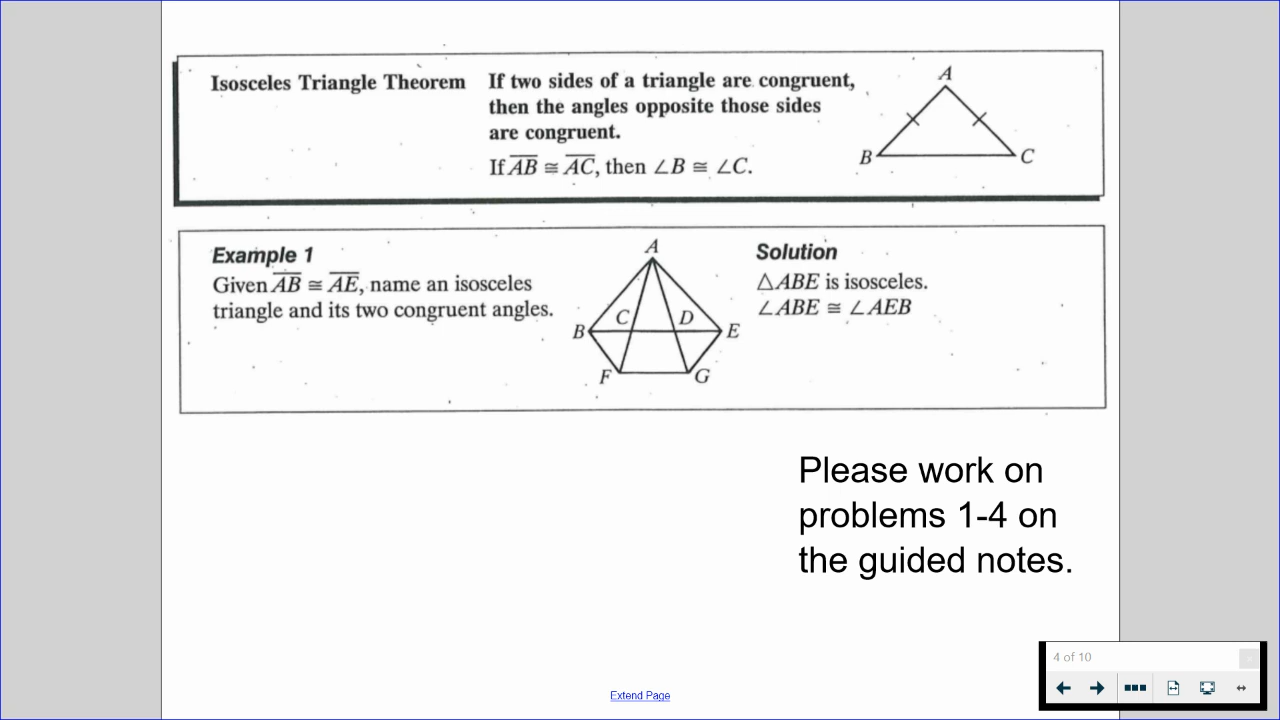 Isosceles Triangle Theorem
If two sides of a triangle are congruent,
then the angles opposite those sides
are congruent.
If AB ≅ AC, then ∠B ≅ ∠C.
A
B
C
Example 1
Given AB ≅ AE, name an isosceles
triangle and its two congruent angles.
A
B
C
D
E
F
G
Solution
△ABE is isosceles.
∠ABE ≅ ∠AEB
Please work on
problems 1-4 on
the guided notes.
4 of 10
Extend Page